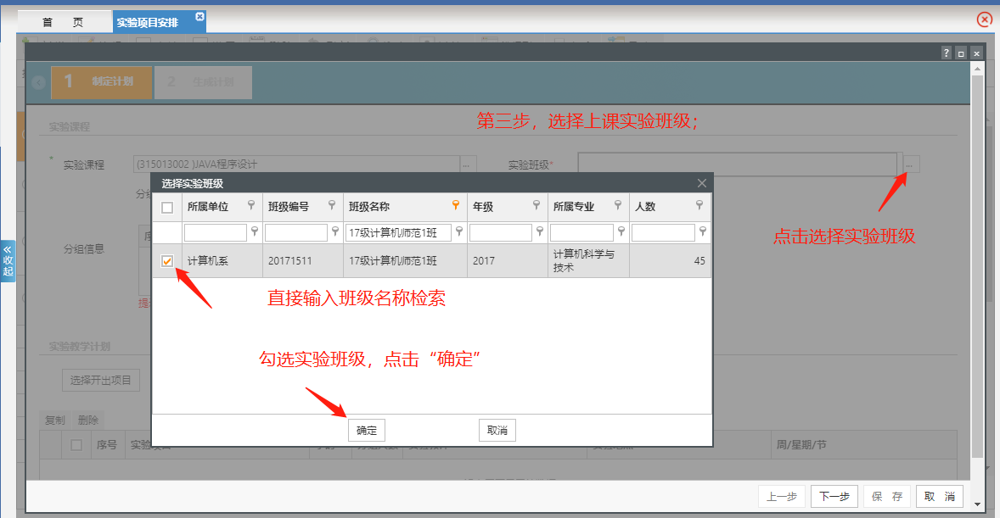 首 页
实验项目安排
1 制定计划
2 生成计划
第三步，选择上课实验班级；
实验课程
* 实验课程
(315013002 )JAVA程序设计
...
实验班级*
...
点击选择实验班级
选择实验班级
所属单位 班级编号 班级名称 年级 所属专业 人数
17级计算机师范1班
计算机系 20171511 17级计算机师范1班 2017 计算机科学与技术 45
分组信息
收起
直接输入班级名称检索
勾选实验班级，点击“确定”
实验教学计划
选择开出项目
确定
取消
复制 删除
序号
周/星期/节
上一步
下一步
保 存
取 消